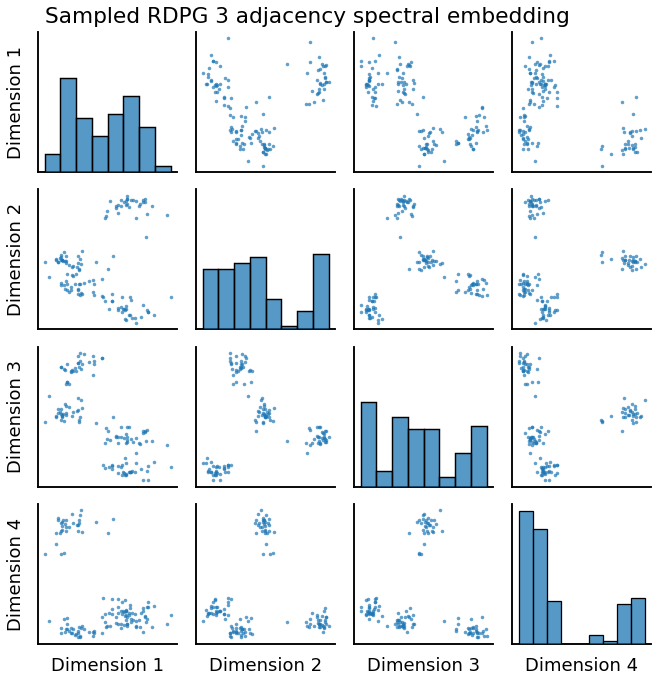 Sampled RDPG 3 adjacency spectral embedding
Dimension 1
Dimension 2
Dimension 3
Dimension 4
Dimension 1 Dimension 2 Dimension 3 Dimension 4